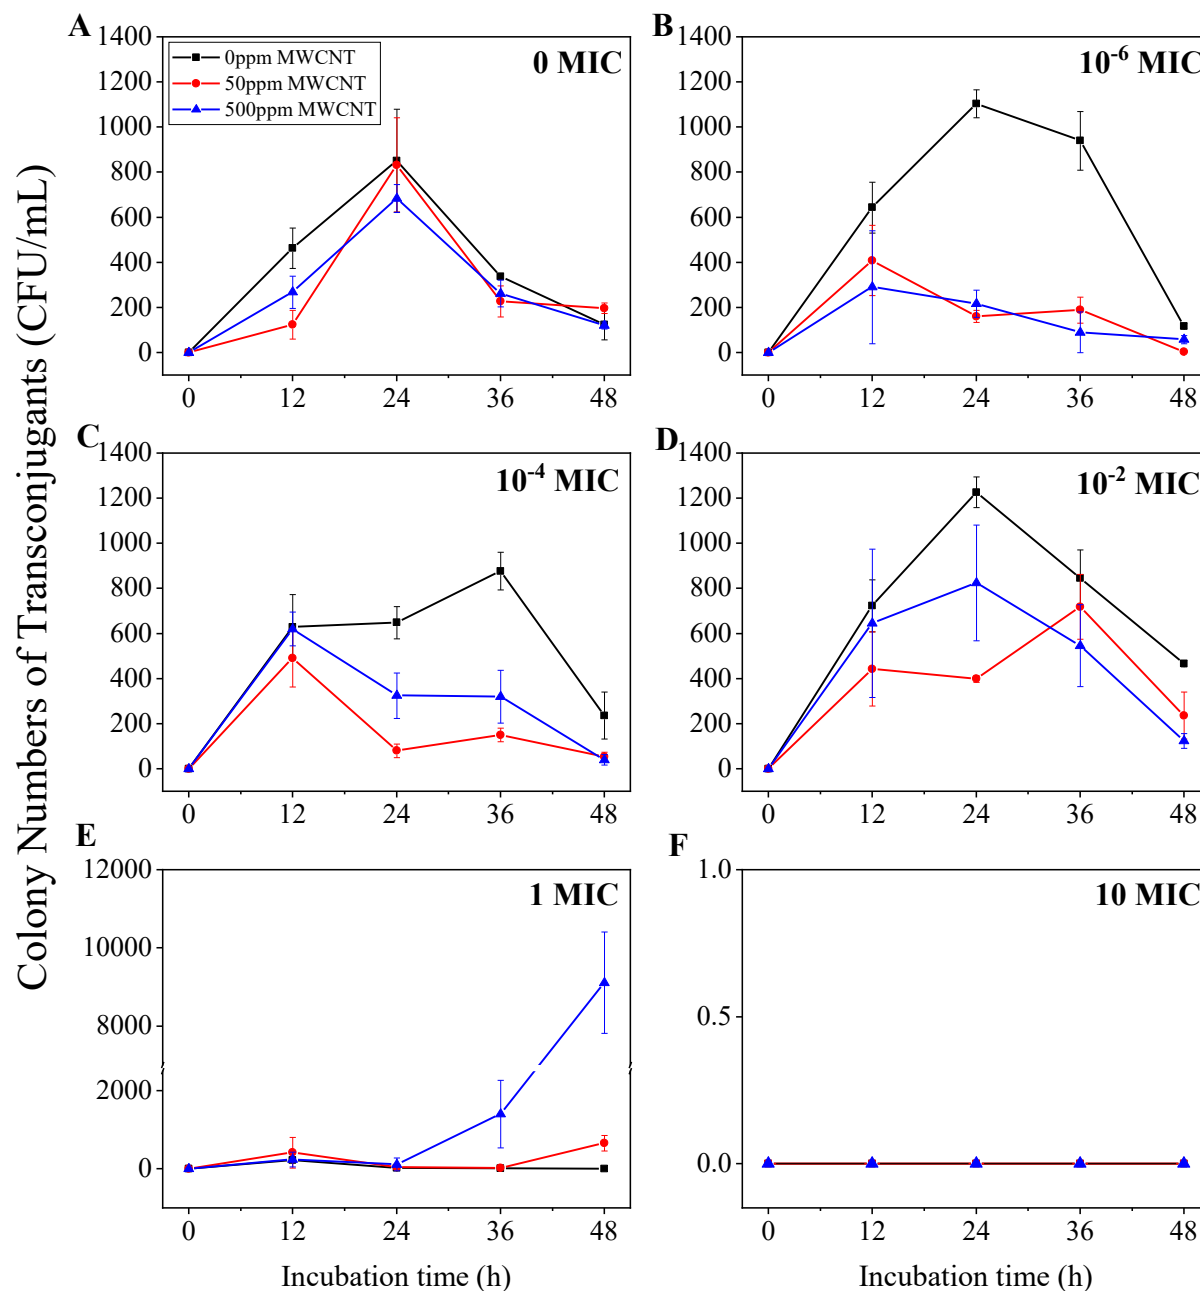 Colony Numbers of Transconjugants (CFU/mL)
A
1400
1200
1000
800
600
400
200
0
0ppm MWCNT
50ppm MWCNT
500ppm MWCNT
0 MIC
0 12 24 36 48
B
1400
1200
1000
800
600
400
200
0
10⁻⁶ MIC
0 12 24 36 48
C
1400
1200
1000
800
600
400
200
0
10⁻⁴ MIC
0 12 24 36 48
D
1400
1200
1000
800
600
400
200
0
10⁻² MIC
0 12 24 36 48
E
12000
10000
8000
2000
0
1 MIC
0 12 24 36 48
Incubation time (h)
F
1.0
0.5
0.0
10 MIC
0 12 24 36 48
Incubation time (h)